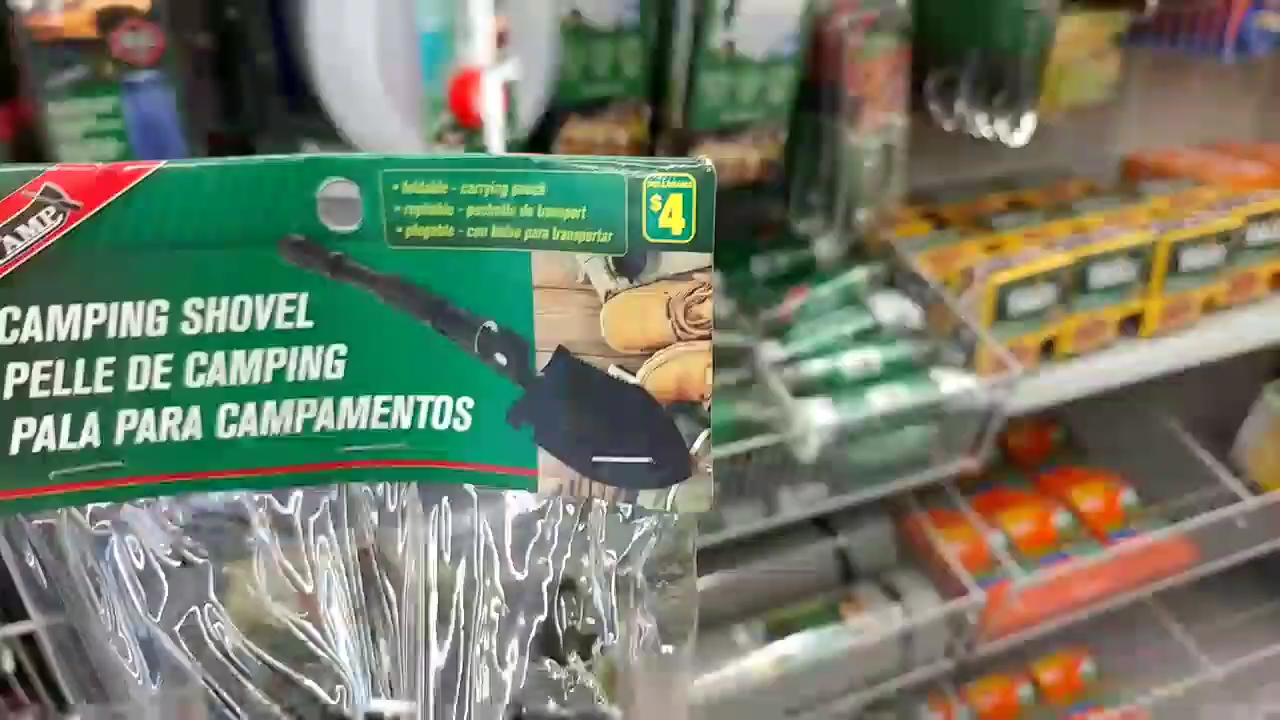 AMP
• foldable - carrying pouch
• repliable - pochette de transport
• plegable - con bolsa para transportar
$4
CAMPING SHOVEL
PELLE DE CAMPING
PALA PARA CAMPAMENTOS